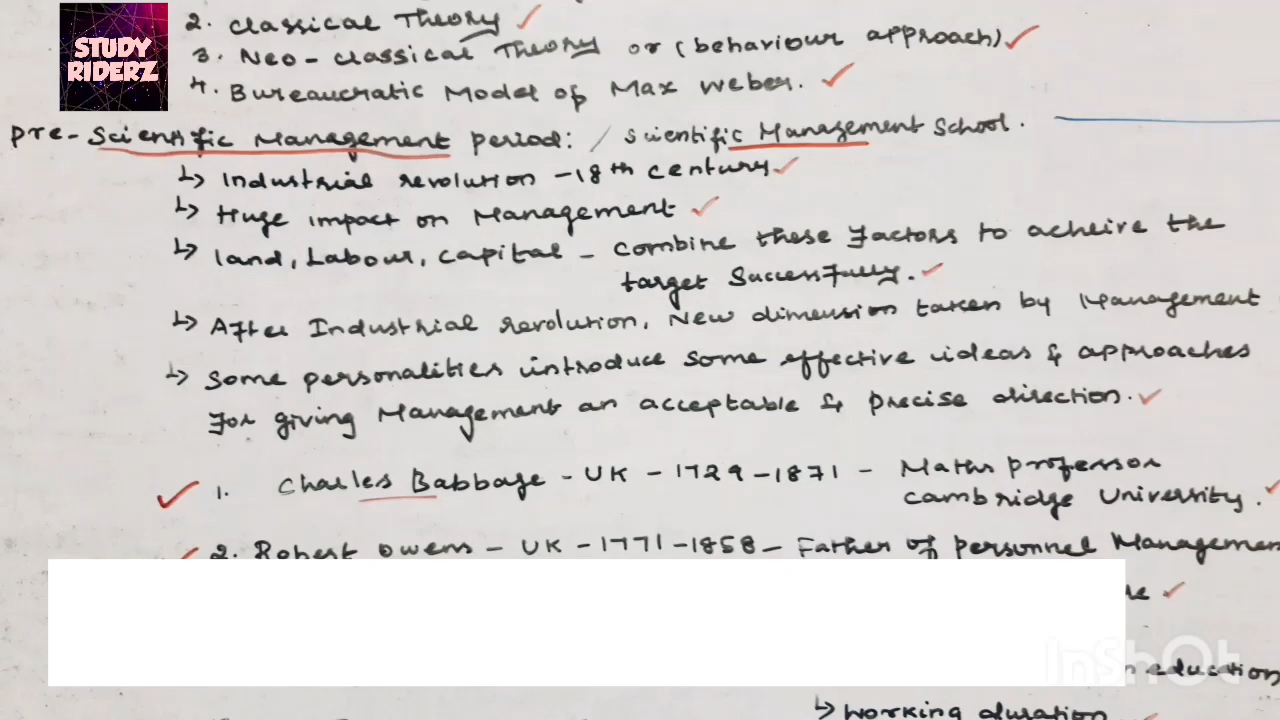 STUDY
RIDERZ
2. Classical Theory
3. Neo-classical Theory or (behaviour approach)
4. Bureaucratic Model of Max Weber.
Pre-Scientific Management Period: / Scientific Management School.
↳ Industrial revolution - 18th century
↳ Huge impact on Management
↳ land, Labour, capital - combine these factors to acheive the
target successfully.
↳ After Industrial revolution, New dimension taken by Management
↳ Some personalities introduce some effective ideas & approaches
for giving Management an acceptable & precise direction.
1. Charles Babbage - UK - 1729-1871 - Maths professor
Cambridge University.
2. Robert Owens - UK - 1771-1858 - Father of Personnel Managemen
education
↳ Working duration
InShOt